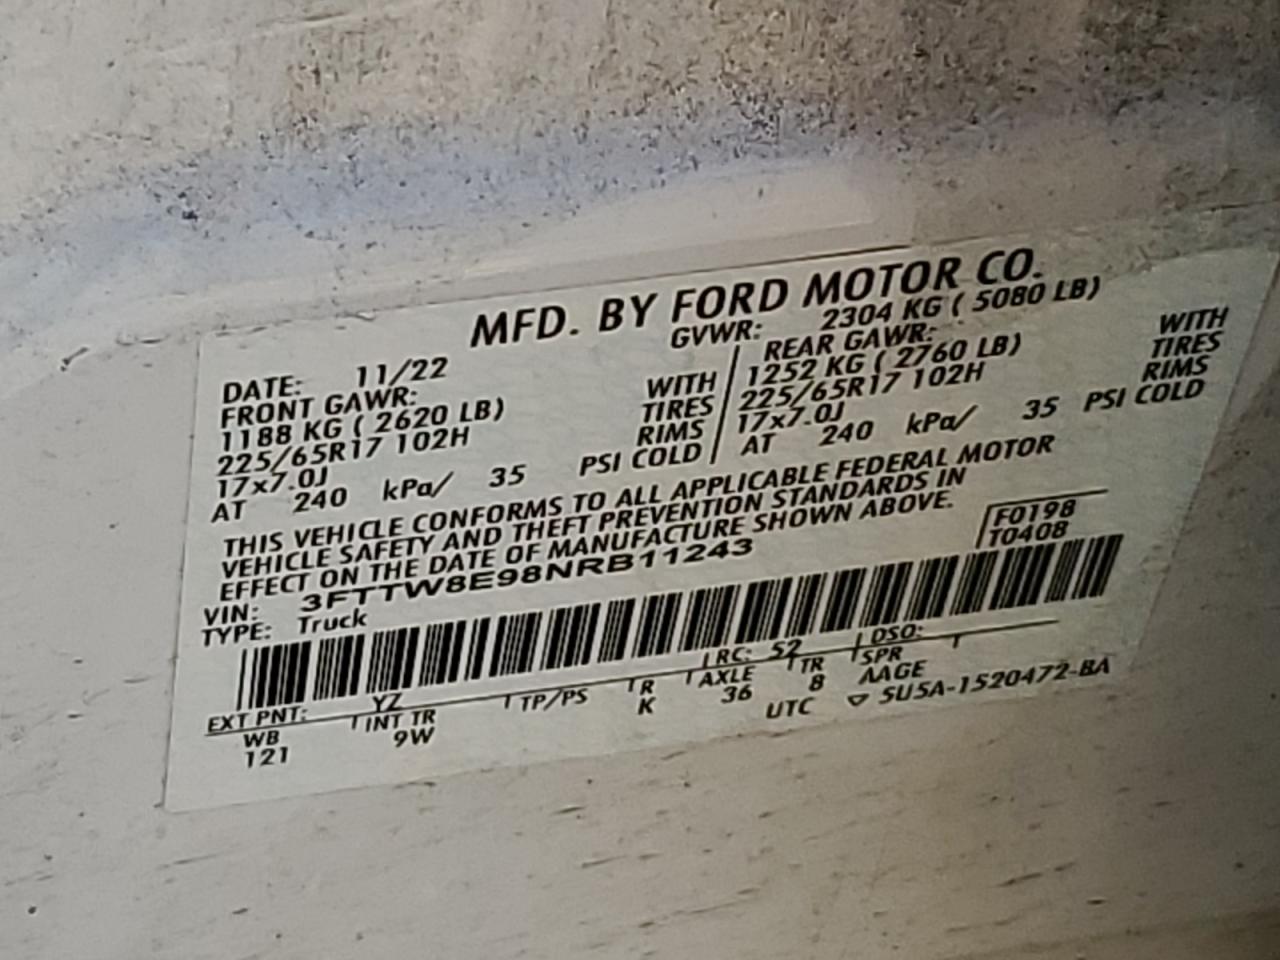 MFD. BY FORD MOTOR CO.
DATE: 11/22 GVWR: 2304 KG ( 5080 LB)
FRONT GAWR: REAR GAWR:
1188 KG ( 2620 LB) WITH 1252 KG ( 2760 LB) WITH
225/65R17 102H TIRES 225/65R17 102H TIRES
17x7.0J RIMS 17x7.0J RIMS
AT 240 kPa/ 35 PSI COLD AT 240 kPa/ 35 PSI COLD
THIS VEHICLE CONFORMS TO ALL APPLICABLE FEDERAL MOTOR
VEHICLE SAFETY AND THEFT PREVENTION STANDARDS IN
EFFECT ON THE DATE OF MANUFACTURE SHOWN ABOVE.
VIN: 3FTTW8E98NRB11243 F0198
TYPE: Truck T0408
EXT PNT: YZ RC: 52 DSO:
WB INT TR TP/PS R AXLE TR SPR
121 9W K 36 8 AAGE
UTC ▽ 5U5A-1520472-BA